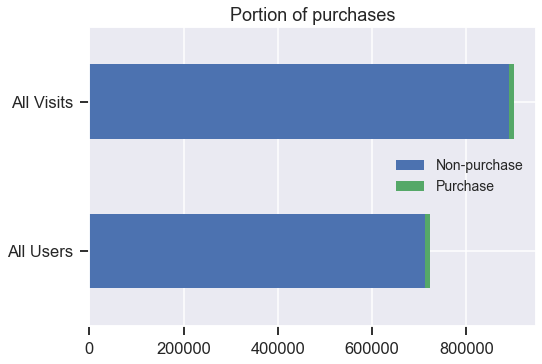 Portion of purchases
All Visits
Non-purchase
Purchase
All Users
0 200000 400000 600000 800000